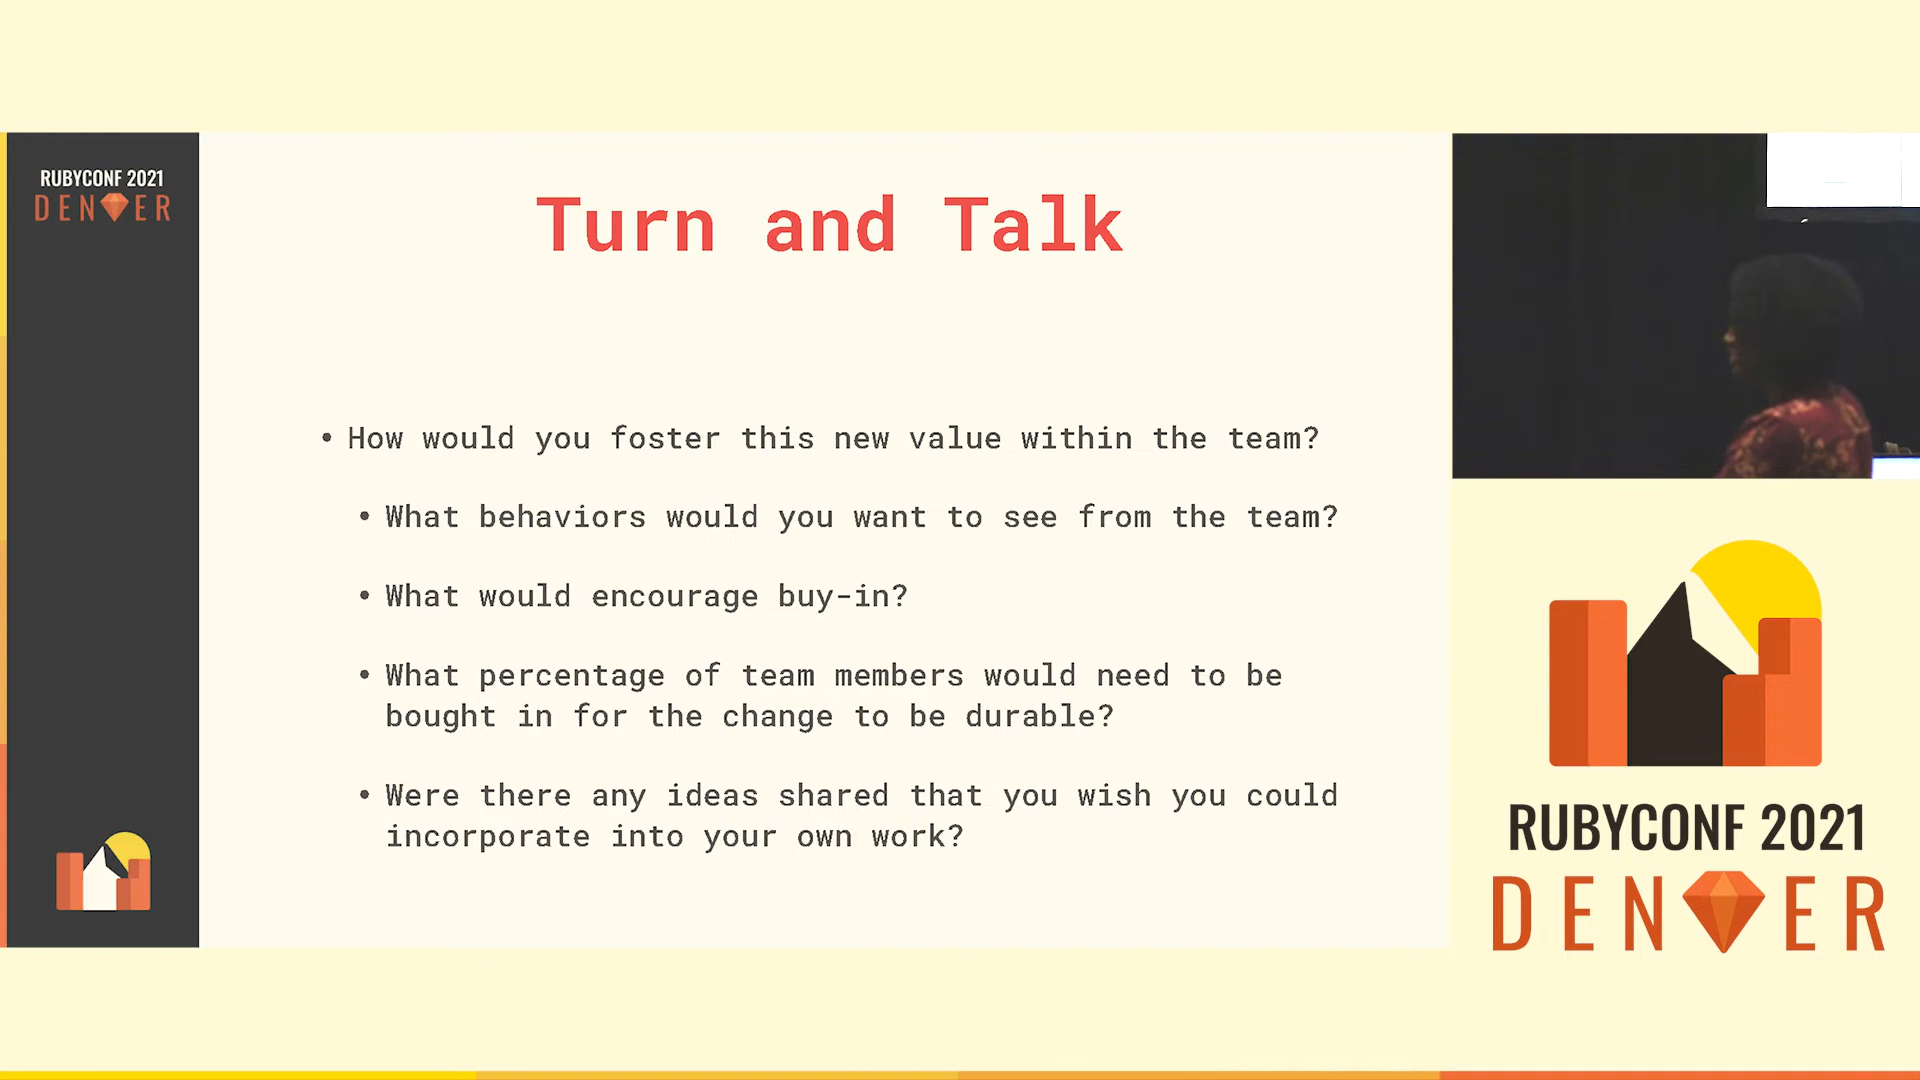 RUBYCONF 2021
DENVER
Turn and Talk
• How would you foster this new value within the team?
• What behaviors would you want to see from the team?
• What would encourage buy-in?
• What percentage of team members would need to be
bought in for the change to be durable?
• Were there any ideas shared that you wish you could
incorporate into your own work?
RUBYCONF 2021
DENVER